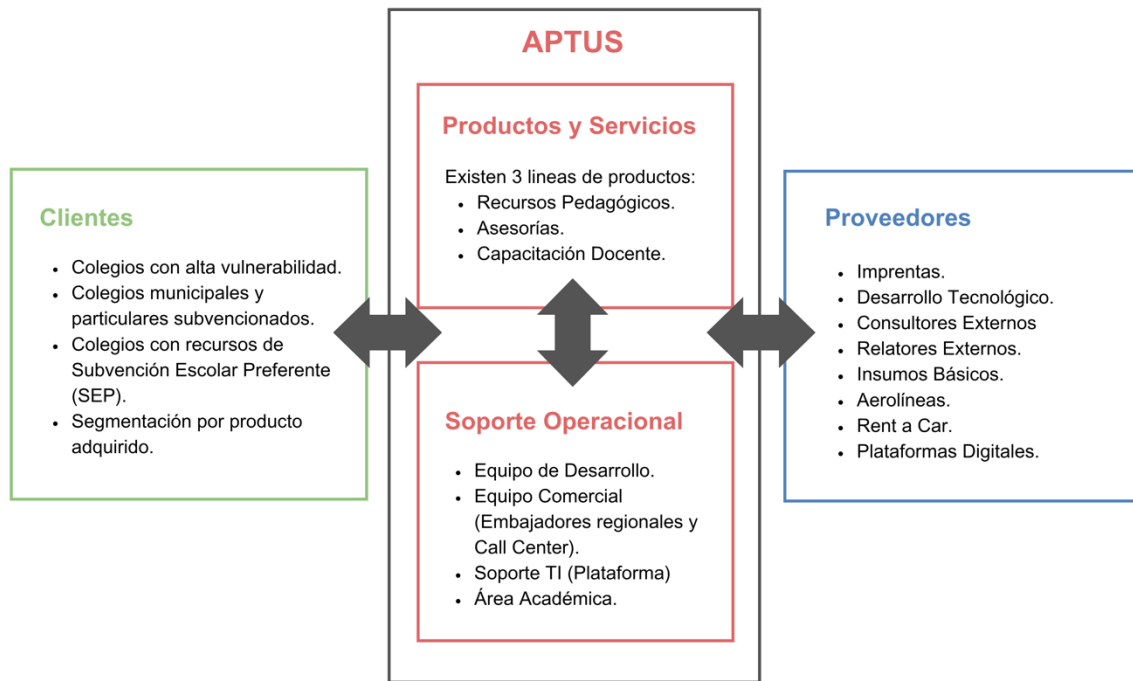 APTUS
Productos y Servicios
Existen 3 lineas de productos:
• Recursos Pedagógicos.
• Asesorías.
• Capacitación Docente.
Clientes
• Colegios con alta vulnerabilidad.
• Colegios municipales y
particulares subvencionados.
• Colegios con recursos de
Subvención Escolar Preferente
(SEP).
• Segmentación por producto
adquirido.
Soporte Operacional
• Equipo de Desarrollo.
• Equipo Comercial
(Embajadores regionales y
Call Center).
• Soporte TI (Plataforma)
• Área Académica.
Proveedores
• Imprentas.
• Desarrollo Tecnológico.
• Consultores Externos
• Relatores Externos.
• Insumos Básicos.
• Aerolíneas.
• Rent a Car.
• Plataformas Digitales.